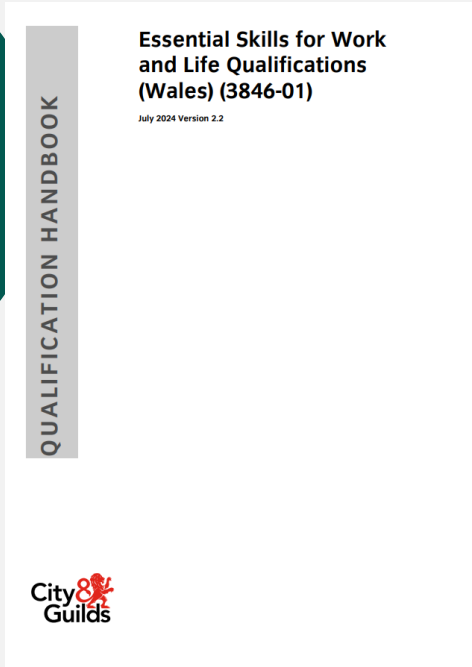 Essential Skills for Work
and Life Qualifications
(Wales) (3846-01)
July 2024 Version 2.2
QUALIFICATION HANDBOOK
City&
Guilds